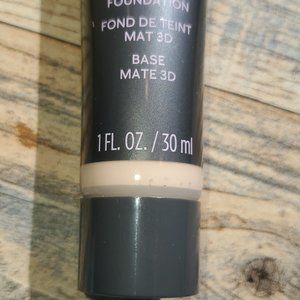 FOUNDATION
FOND DE TEINT
MAT 3D
BASE
MATE 3D
1 FL. OZ. / 30 ml